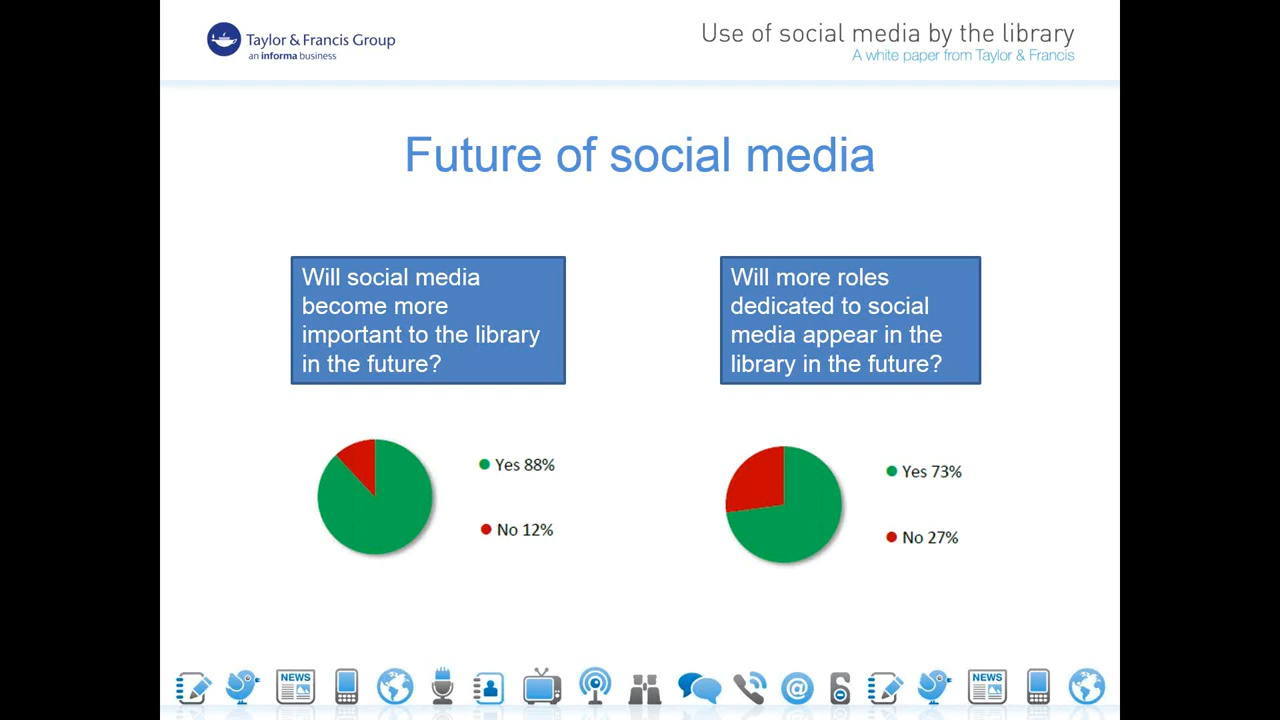 Taylor & Francis Group
an informa business
Use of social media by the library
A white paper from Taylor & Francis
Future of social media
Will social media
become more
important to the library
in the future?
Will more roles
dedicated to social
media appear in the
library in the future?
Yes 88%
No 12%
Yes 73%
No 27%
NEWS
NEWS